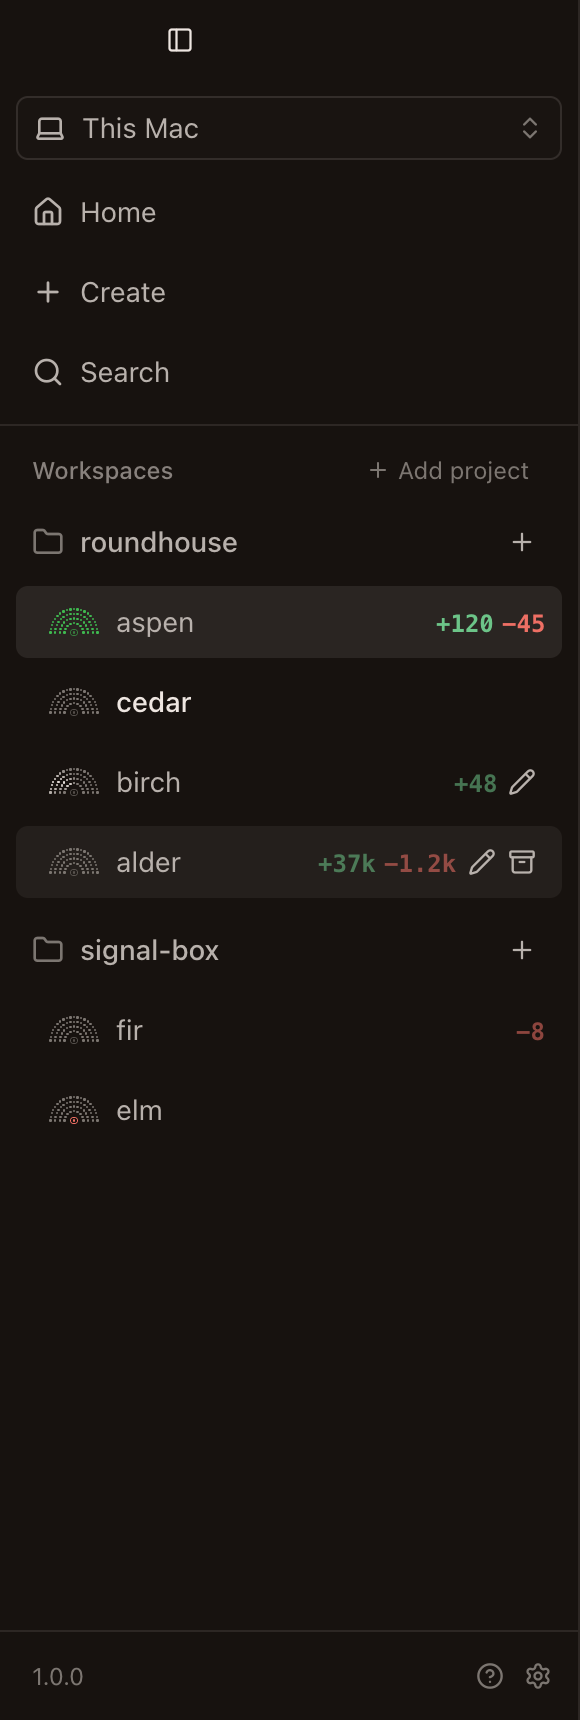 This Mac
Home
Create
Search
Workspaces + Add project
roundhouse
aspen +120 −45
cedar
birch +48
alder +37k −1.2k
signal-box
fir −8
elm
1.0.0